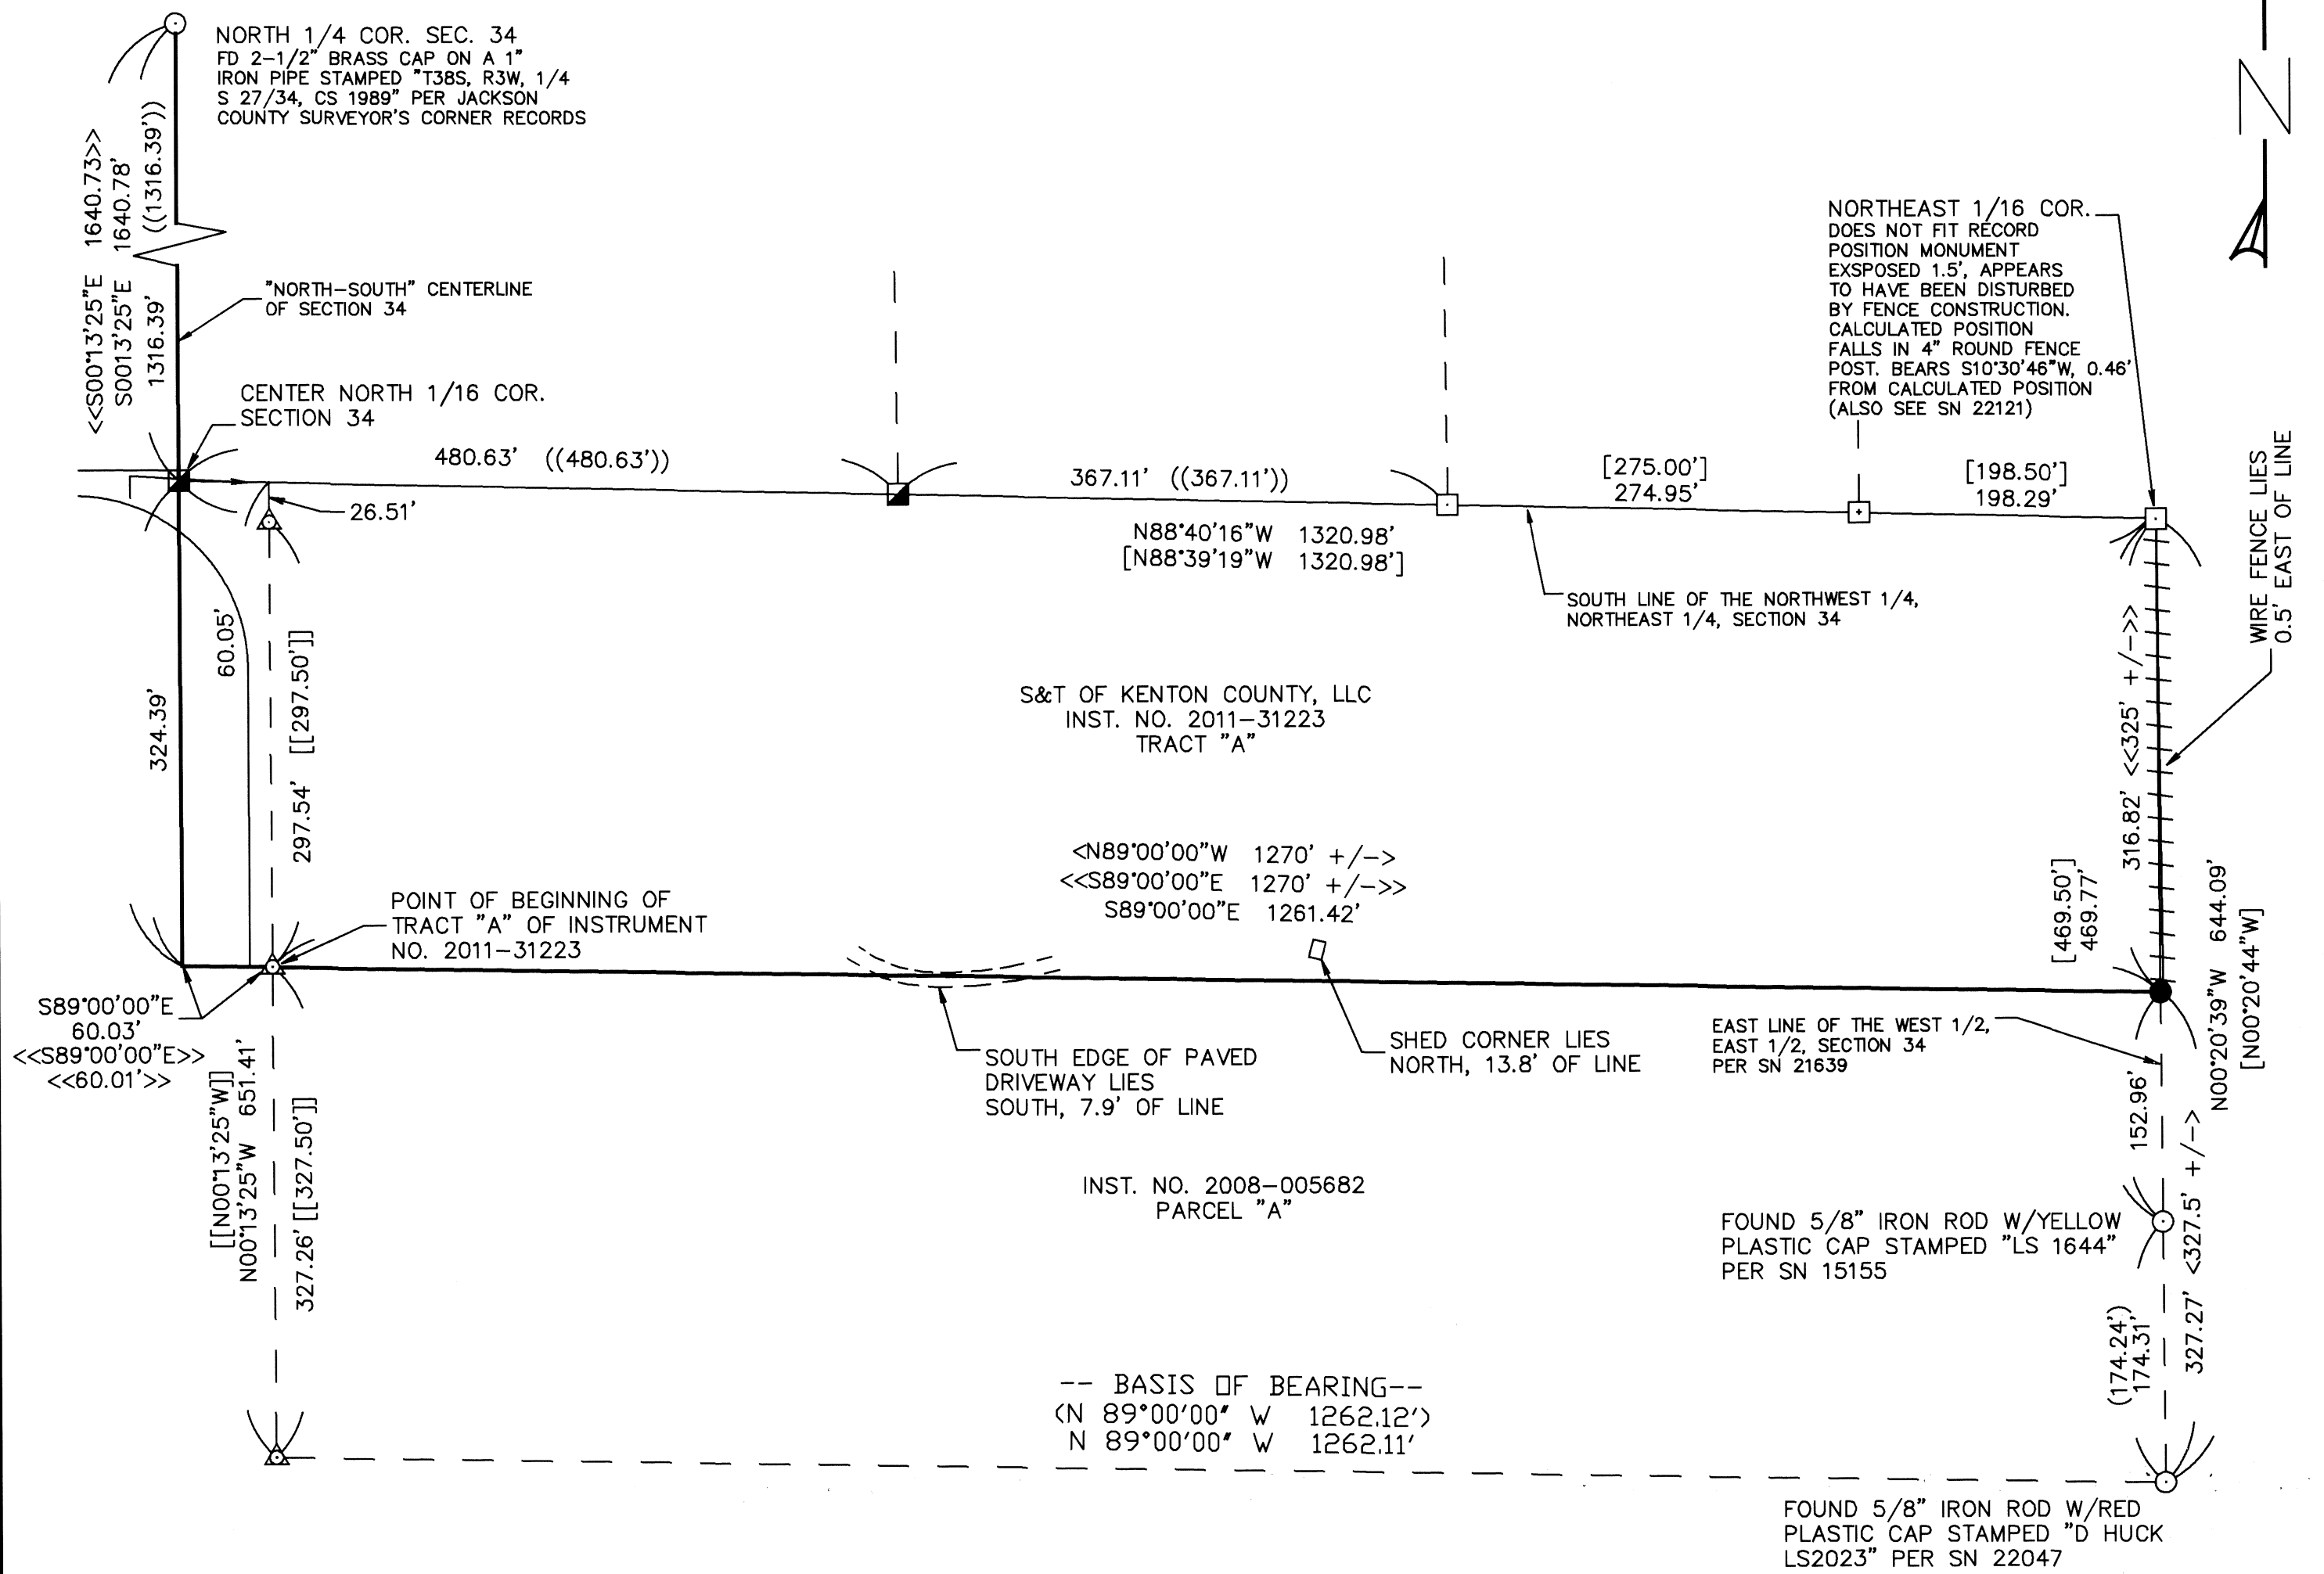 NORTH 1/4 COR. SEC. 34
FD 2-1/2" BRASS CAP ON A 1"
IRON PIPE STAMPED "T38S, R3W, 1/4
S 27/34, CS 1989" PER JACKSON
COUNTY SURVEYOR'S CORNER RECORDS
N
<<S00°13'25"E 1640.73>>
S0013'25"E 1640.78'
1316.39' ((1316.39'))
"NORTH-SOUTH" CENTERLINE
OF SECTION 34
CENTER NORTH 1/16 COR.
SECTION 34
NORTHEAST 1/16 COR.
DOES NOT FIT RECORD
POSITION MONUMENT
EXSPOSED 1.5', APPEARS
TO HAVE BEEN DISTURBED
BY FENCE CONSTRUCTION.
CALCULATED POSITION
FALLS IN 4" ROUND FENCE
POST. BEARS S10°30'46"W, 0.46'
FROM CALCULATED POSITION
(ALSO SEE SN 22121)
480.63' ((480.63'))
367.11' ((367.11'))
[275.00']
274.95'
[198.50']
198.29'
26.51'
N88°40'16"W 1320.98'
[N88°39'19"W 1320.98']
SOUTH LINE OF THE NORTHWEST 1/4,
NORTHEAST 1/4, SECTION 34
WIRE FENCE LIES
0.5' EAST OF LINE
60.05'
324.39'
297.54' [[297.50']]
S&T OF KENTON COUNTY, LLC
INST. NO. 2011-31223
TRACT "A"
316.82' <<325' +/->>
<N89°00'00"W 1270' +/->
<<S89°00'00"E 1270' +/->>
S89°00'00"E 1261.42'
POINT OF BEGINNING OF
TRACT "A" OF INSTRUMENT
NO. 2011-31223
[469.50']
469.77'
N00°20'39"W 644.09'
[N00°20'44"W]
S89°00'00"E
60.03'
<<S89°00'00"E>>
<<60.01'>>
SOUTH EDGE OF PAVED
DRIVEWAY LIES
SOUTH, 7.9' OF LINE
SHED CORNER LIES
NORTH, 13.8' OF LINE
EAST LINE OF THE WEST 1/2,
EAST 1/2, SECTION 34
PER SN 21639
[[N00°13'25"W]]
N00°13'25"W 651.41'
327.26' [[327.50']]
152.96'
327.27' <327.5' +/->
INST. NO. 2008-005682
PARCEL "A"
FOUND 5/8" IRON ROD W/YELLOW
PLASTIC CAP STAMPED "LS 1644"
PER SN 15155
(174.24')
174.31'
-- BASIS OF BEARING--
(N 89°00'00" W 1262.12')
N 89°00'00" W 1262.11'
FOUND 5/8" IRON ROD W/RED
PLASTIC CAP STAMPED "D HUCK
LS2023" PER SN 22047